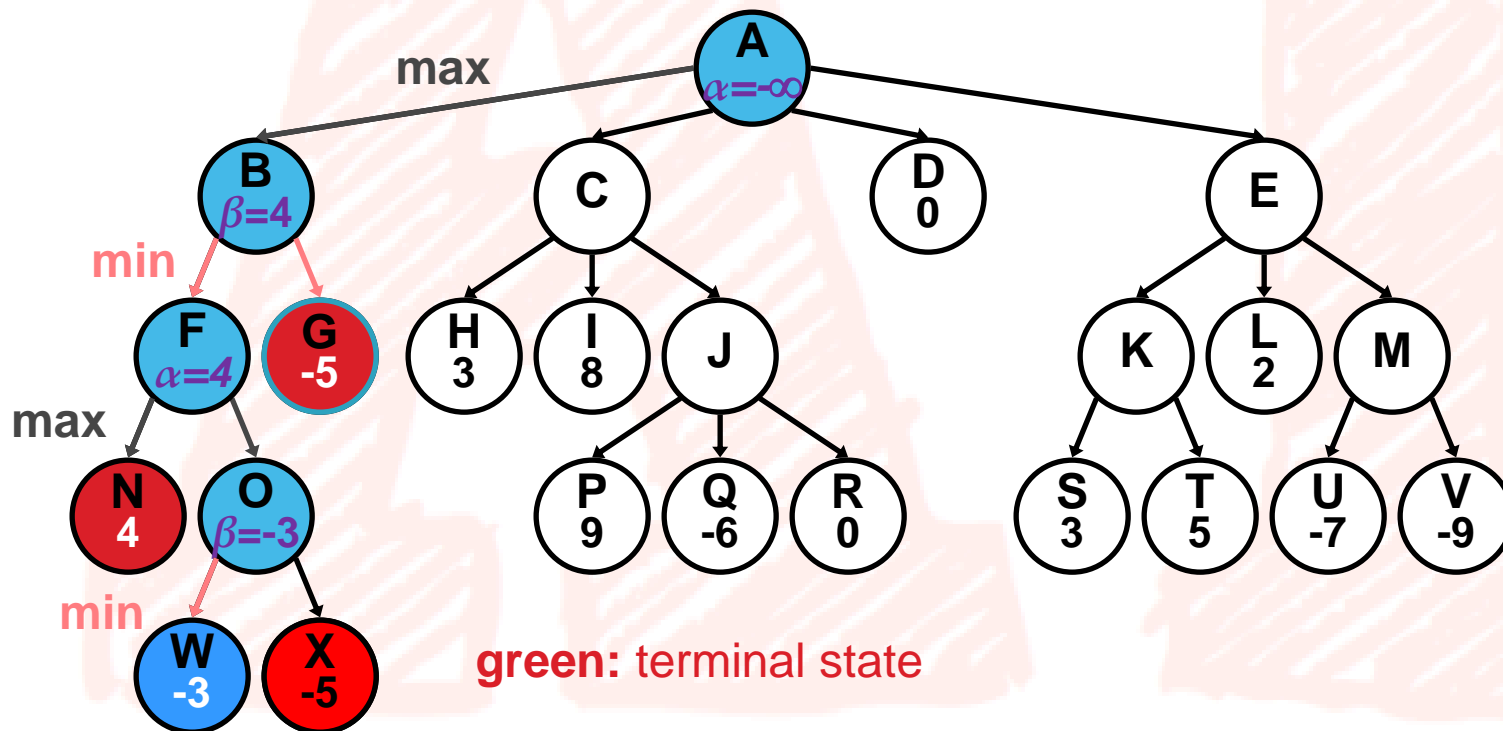 A
α=-∞
max
B
β=4
C
D
0
E
min
F
α=4
G
-5
H
3
I
8
J
K
L
2
M
max
N
4
O
β=-3
P
9
Q
-6
R
0
S
3
T
5
U
-7
V
-9
min
W
-3
X
-5
green: terminal state